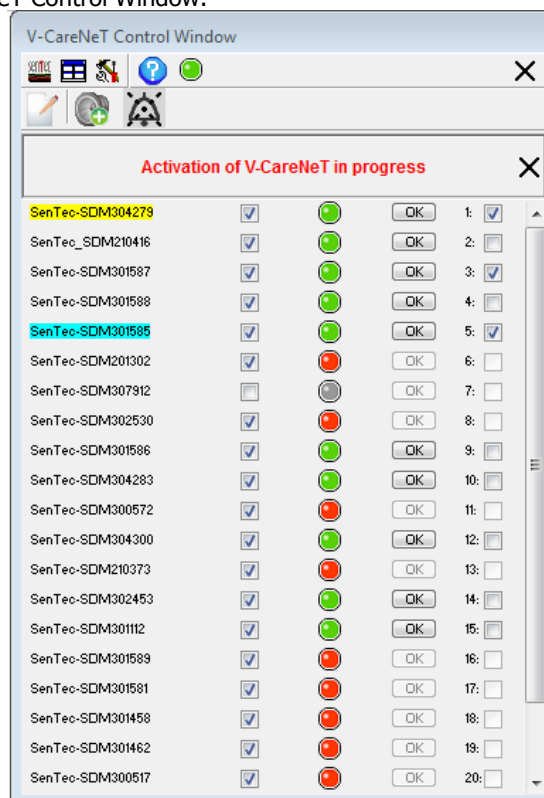 CT Control Window.
V-CareNeT Control Window
SENTEC
Activation of V-CareNeT in progress
SenTec-SDM304279 OK 1:
SenTec_SDM210416 OK 2:
SenTec-SDM301587 OK 3:
SenTec-SDM301588 OK 4:
SenTec-SDM301585 OK 5:
SenTec-SDM201302 OK 6:
SenTec-SDM307912 OK 7:
SenTec-SDM302530 OK 8:
SenTec-SDM301586 OK 9:
SenTec-SDM304283 OK 10:
SenTec-SDM300572 OK 11:
SenTec-SDM304300 OK 12:
SenTec-SDM210373 OK 13:
SenTec-SDM302453 OK 14:
SenTec-SDM301112 OK 15:
SenTec-SDM301589 OK 16:
SenTec-SDM301581 OK 17:
SenTec-SDM301458 OK 18:
SenTec-SDM301462 OK 19:
SenTec-SDM300517 OK 20: